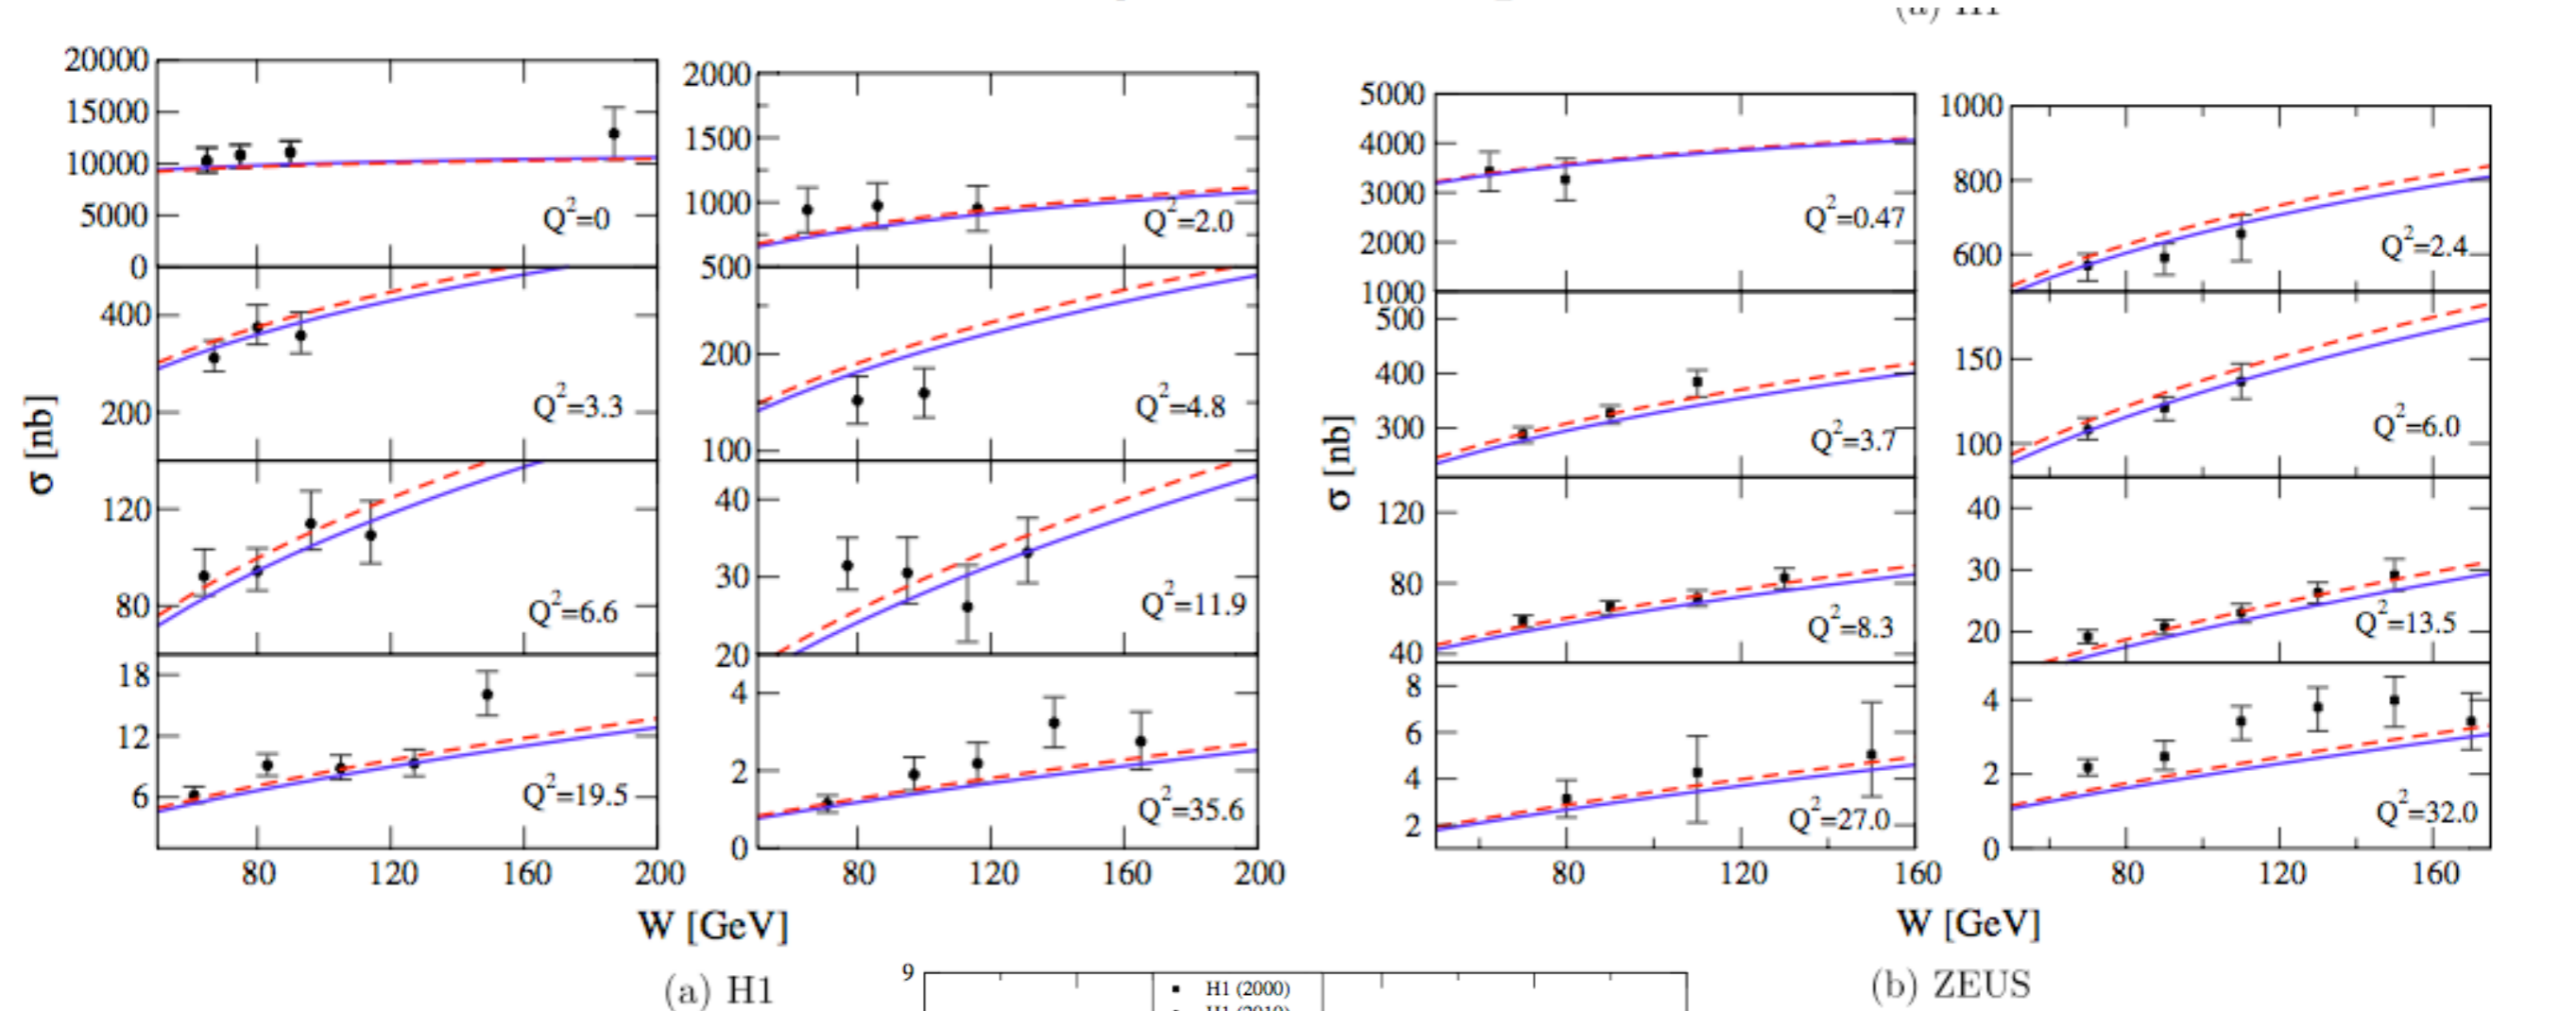 (a) H1
20000
15000
10000
5000
0
Q²=0
2000
1500
1000
500
Q²=2.0
400
200
Q²=3.3
200
100
Q²=4.8
120
80
Q²=6.6
40
30
20
Q²=11.9
18
12
6
Q²=19.5
4
2
0
Q²=35.6
80 120 160 200
80 120 160 200
σ [nb]
W [GeV]
(a) H1
5000
4000
3000
2000
1000
Q²=0.47
1000
800
600
Q²=2.4
500
400
300
Q²=3.7
150
100
Q²=6.0
120
80
40
Q²=8.3
40
30
20
Q²=13.5
8
6
4
2
Q²=27.0
4
2
0
Q²=32.0
80 120 160
80 120 160
σ [nb]
W [GeV]
(b) ZEUS
9
H1 (2000)